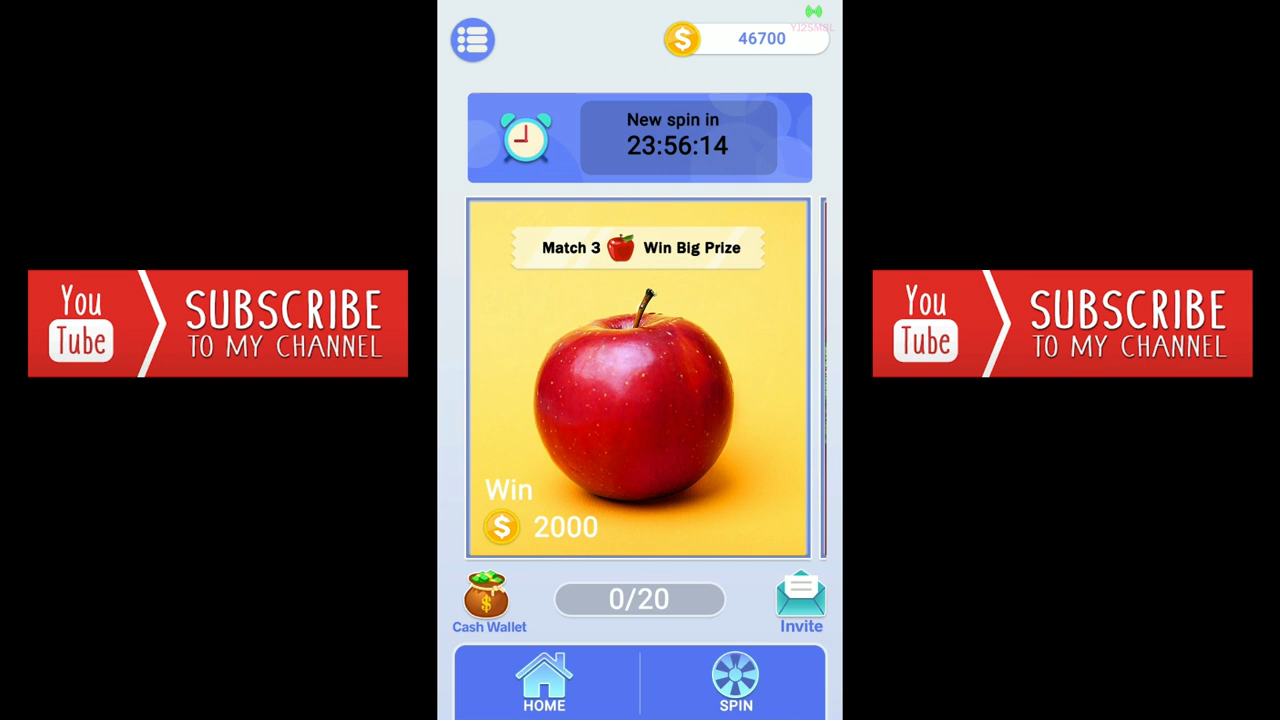 46700
YJ2SM8L
New spin in
23:56:14
Match 3 Win Big Prize
You Tube SUBSCRIBE
TO MY CHANNEL
You Tube SUBSCRIBE
TO MY CHANNEL
Win
2000
0/20
Cash Wallet
Invite
HOME
SPIN